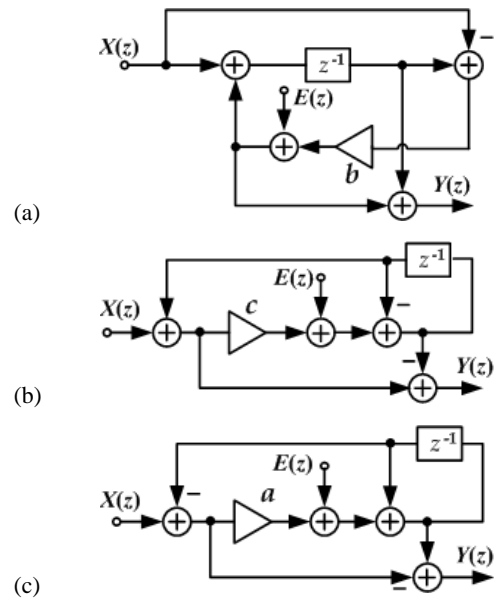 X(z)
−
+
z⁻¹
+
E(z)
+
b
+
Y(z)
(a)
z⁻¹
X(z)
c
E(z)
−
+
+
+
−
Y(z)
+
(b)
z⁻¹
E(z)
X(z)
−
a
+
+
+
Y(z)
−
+
(c)